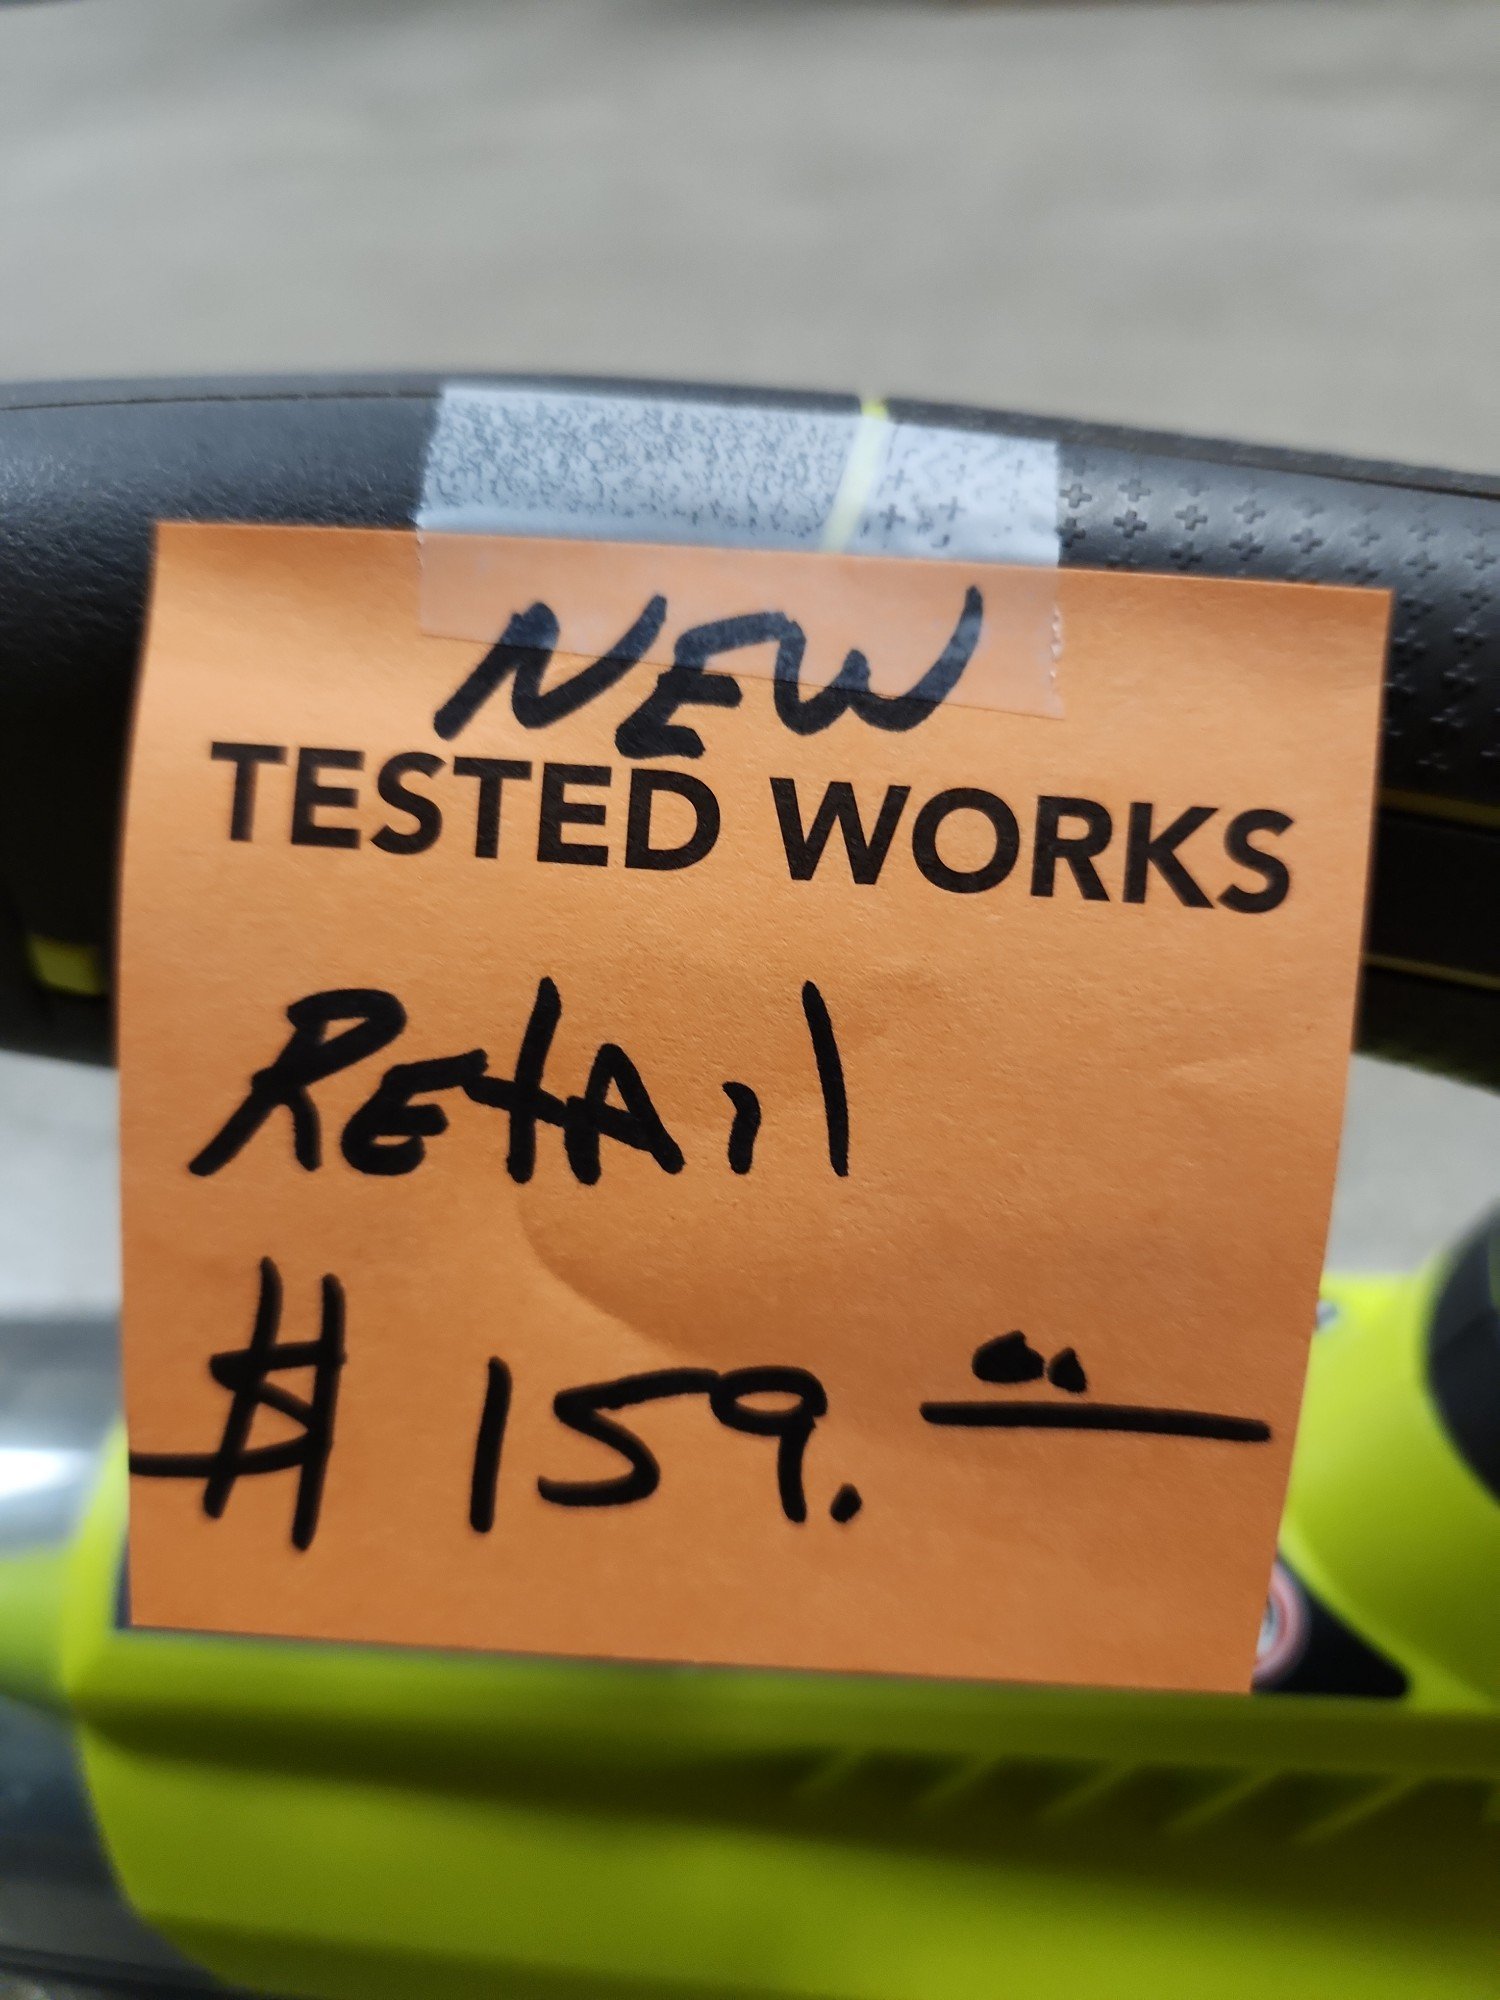 NEW
TESTED WORKS
REtAil
$ 159.00